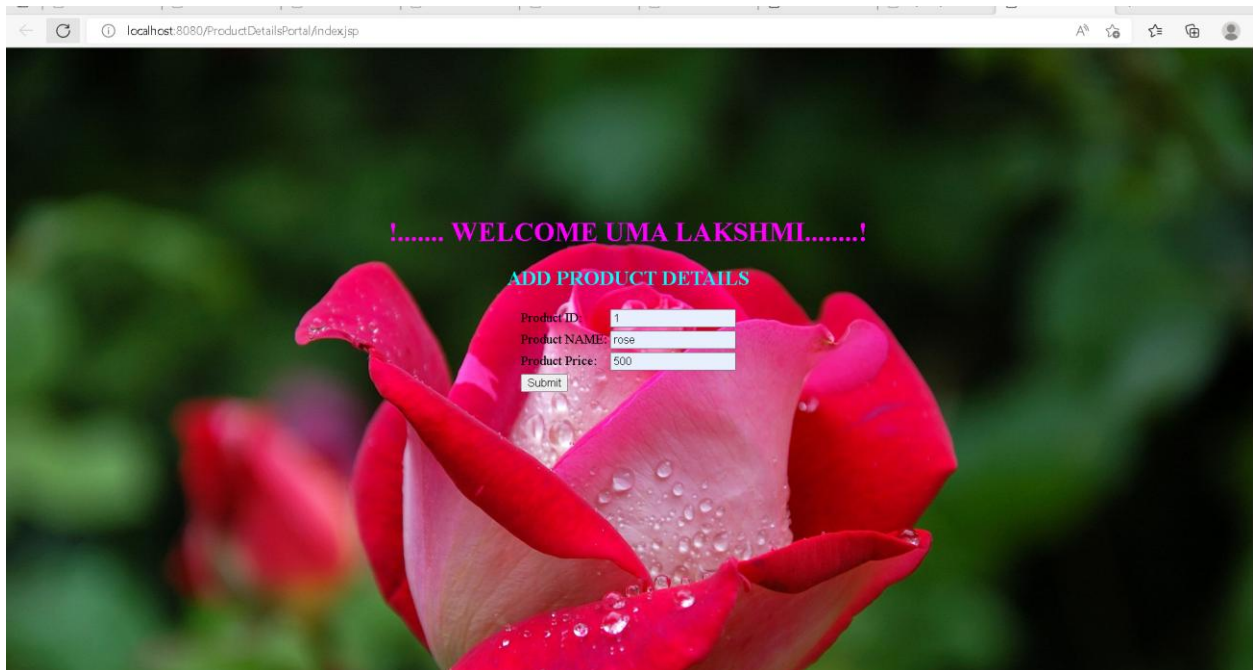 localhost:8080/ProductDetailsPortal/index.jsp
!....... WELCOME UMA LAKSHMI........!
ADD PRODUCT DETAILS
Product ID: 1
Product NAME: rose
Product Price: 500
Submit